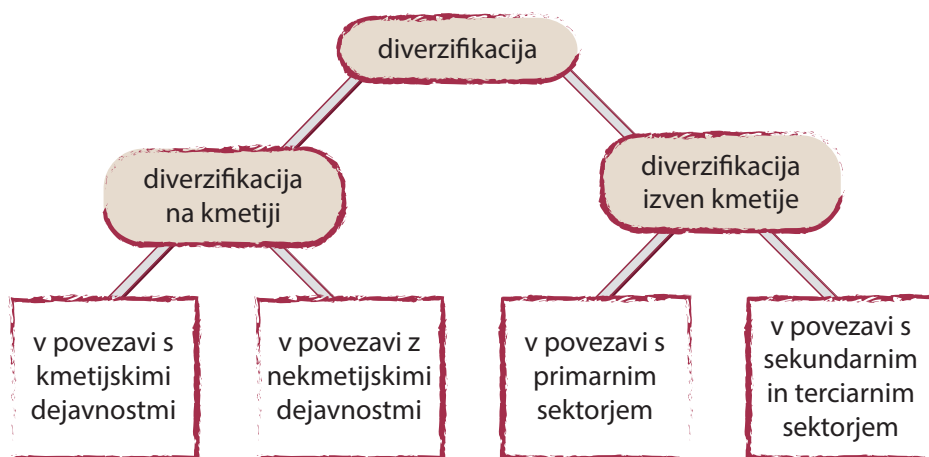 diverzifikacija
diverzifikacija
na kmetiji
diverzifikacija
izven kmetije
v povezavi s
kmetijskimi
dejavnostmi
v povezavi z
nekmetijskimi
dejavnostmi
v povezavi s
primarnim
sektorjem
v povezavi s
sekundarnim
in terciarnim
sektorjem